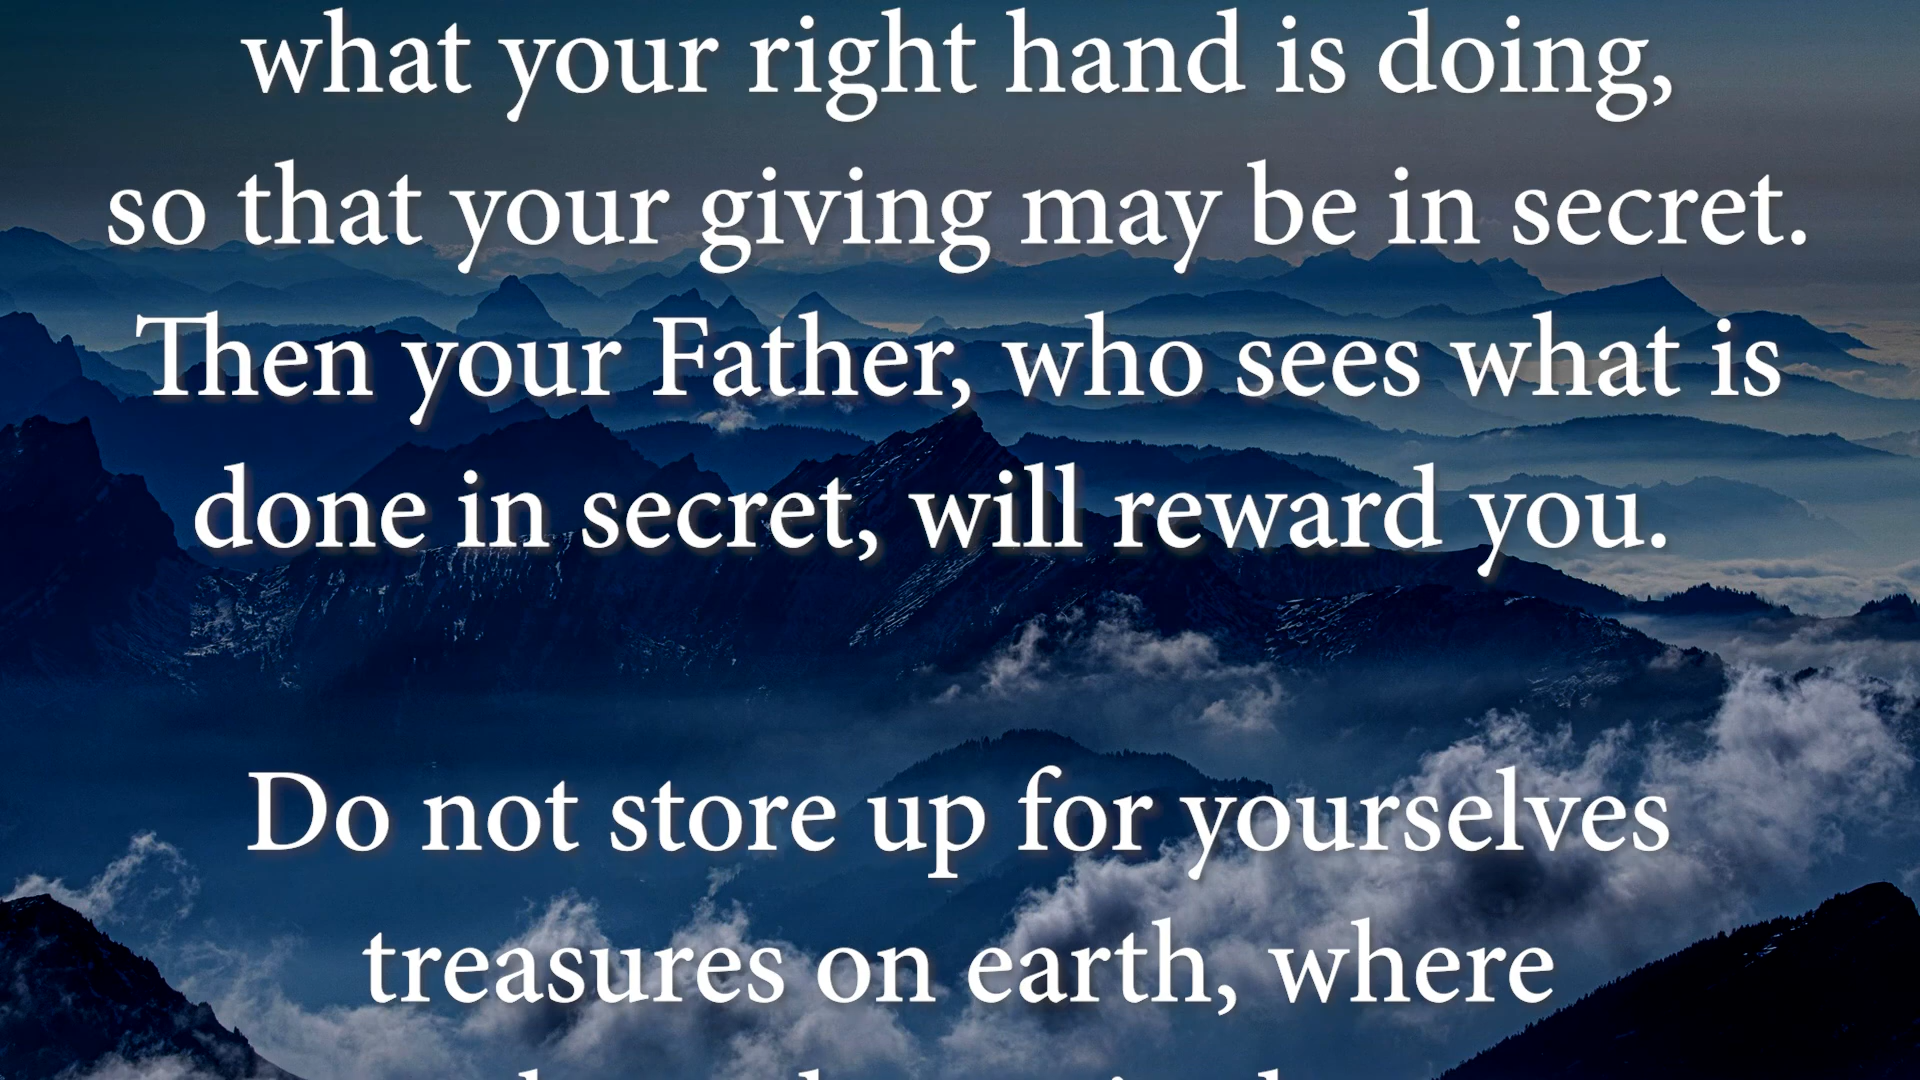 what your right hand is doing,
so that your giving may be in secret.
Then your Father, who sees what is
done in secret, will reward you.
Do not store up for yourselves
treasures on earth, where